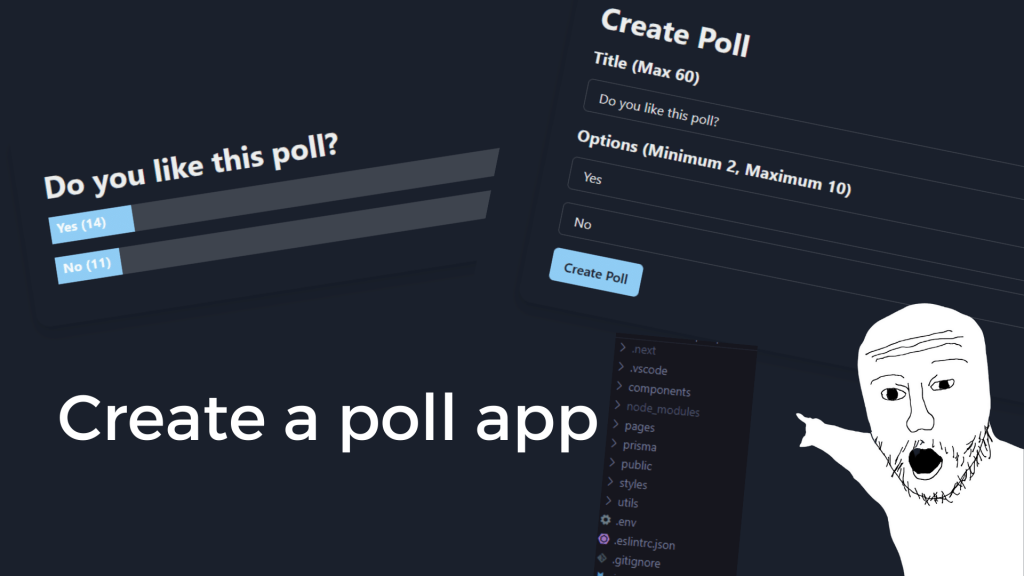 Create Poll
Title (Max 60)
Do you like this poll?
Options (Minimum 2, Maximum 10)
Yes
No
Create Poll
Do you like this poll?
Yes (14)
No (11)
Create a poll app
.next
.vscode
components
node_modules
pages
prisma
public
styles
utils
.env
.eslintrc.json
.gitignore